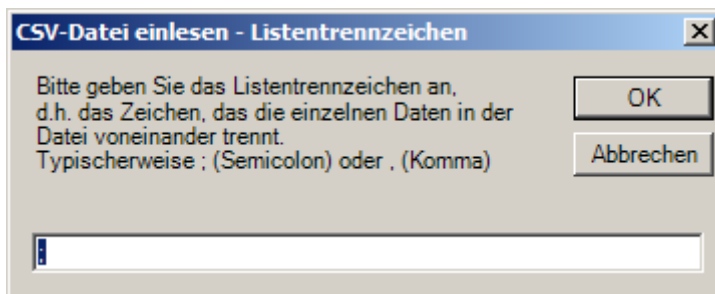 CSV-Datei einlesen - Listentrennzeichen
Bitte geben Sie das Listentrennzeichen an,
d.h. das Zeichen, das die einzelnen Daten in der
Datei voneinander trennt.
Typischerweise ; (Semicolon) oder , (Komma)
OK
Abbrechen
;